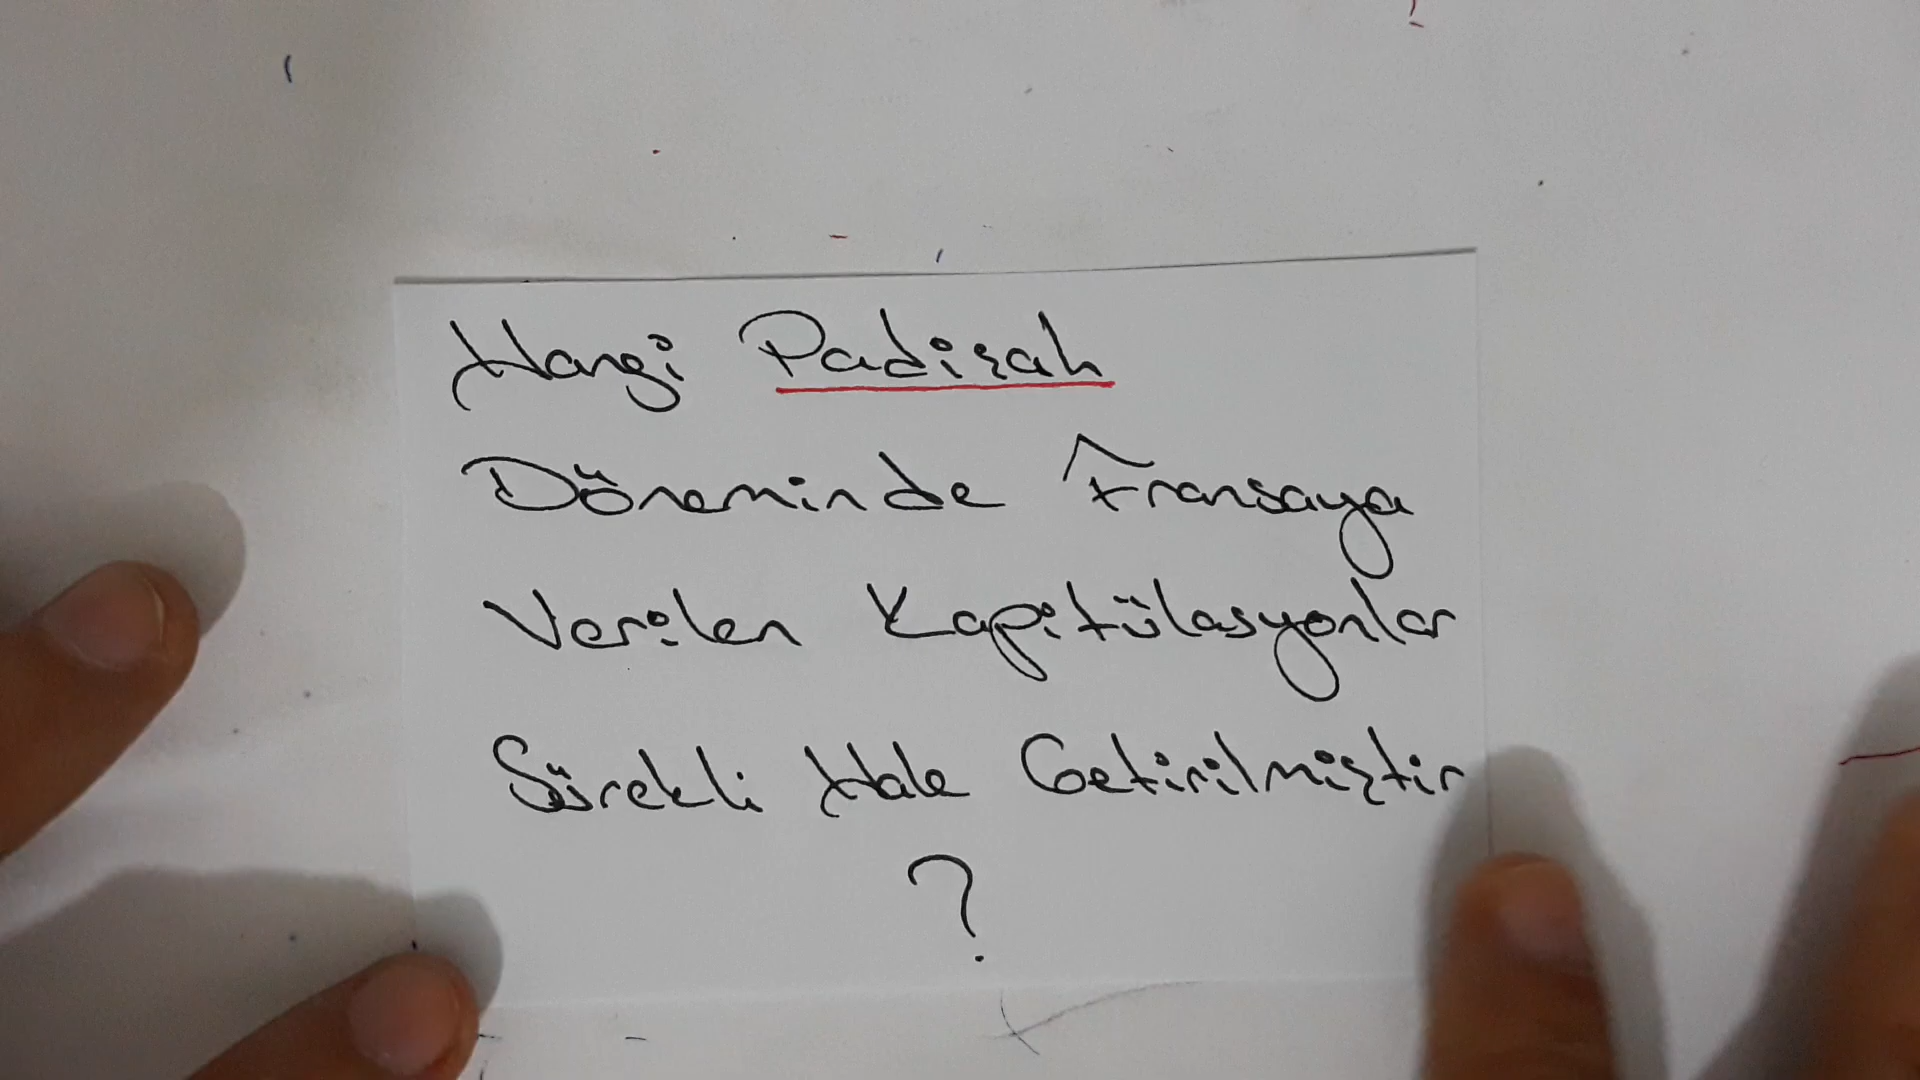 Hangi Padişah
Döneminde Fransaya
Verilen Kapitülasyonlar
Sürekli Hale Getirilmiştir
?